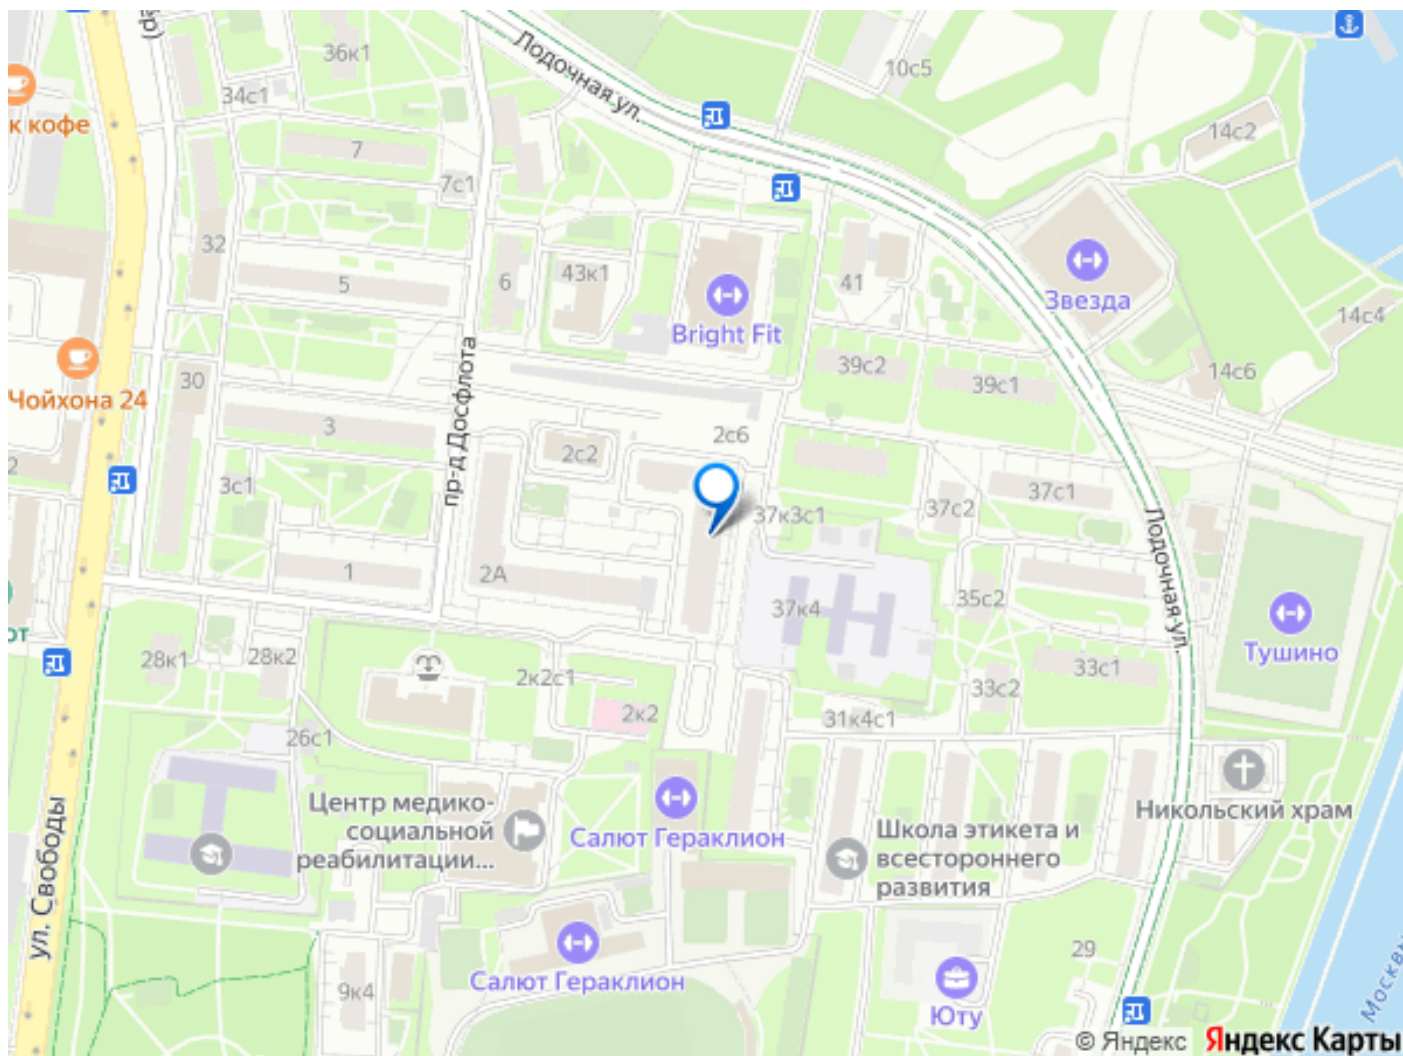 36к1
Лодочная ул.
10с5
34с1
к кофе
14с2
7
7с1
32
43к1
6
5
41
Звезда
Bright Fit
14с4
39с2
14с6
30
39с1
Чойхона 24
пр-д Досфлота
3
2с6
2с2
2
3с1
37с1
37к3с1
37с2
Лодочная ул.
1
2А
37к4
35с2
от
Тушино
28к1
28к2
33с1
2к2с1
33с2
2к2
31к4с1
26с1
Центр медико-
социальной
реабилитации...
Никольский храм
Салют Гераклион
Школа этикета и
всестороннего
развития
ул. Свободы
29
Салют Гераклион
9к4
Юту
Москвы
© Яндекс Яндекс Карты